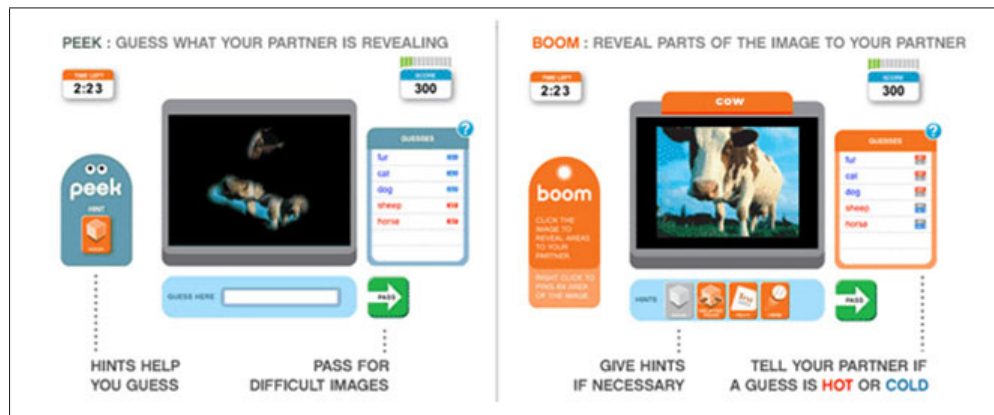 PEEK : GUESS WHAT YOUR PARTNER IS REVEALING
TIME LEFT
2:23
SCORE
300
peek
HINT
GUESSES
?
fur
cat
dog
sheep
horse
GUESS HERE
PASS
HINTS HELP
YOU GUESS
PASS FOR
DIFFICULT IMAGES
BOOM : REVEAL PARTS OF THE IMAGE TO YOUR PARTNER
TIME LEFT
2:23
SCORE
300
cow
boom
CLICK THE
IMAGE TO
REVEAL AREAS
TO YOUR
PARTNER
RIGHT CLICK TO
PING AN AREA
OF THE IMAGE
GUESSES
?
fur
cat
dog
sheep
horse
HINTS
PASS
GIVE HINTS
IF NECESSARY
TELL YOUR PARTNER IF
A GUESS IS HOT OR COLD